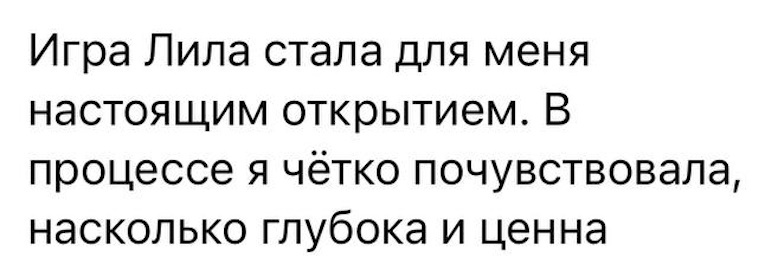 Игра Лила стала для меня
настоящим открытием. В
процессе я чётко почувствовала,
насколько глубока и ценна